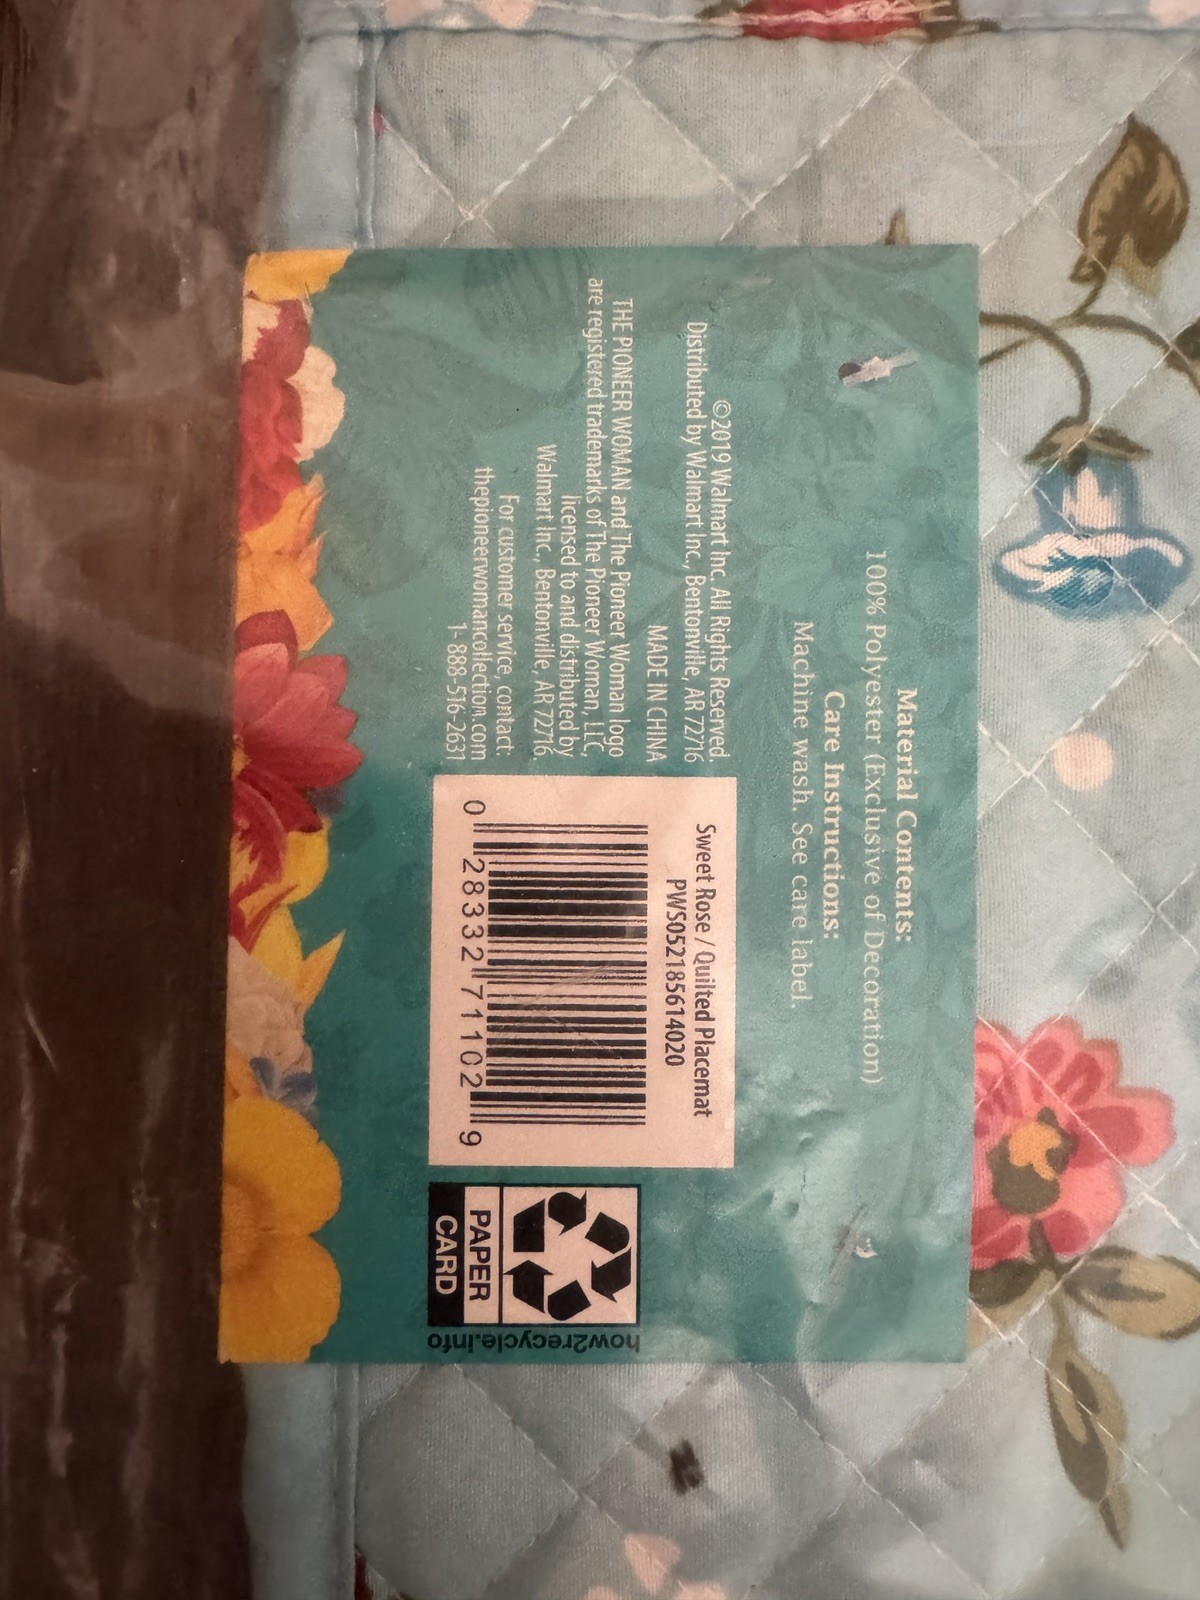 Material Contents:
100% Polyester (Exclusive of Decoration)
Care Instructions:
Machine wash. See care label.
©2019 Walmart Inc. All Rights Reserved.
Distributed by Walmart Inc., Bentonville, AR 72716
MADE IN CHINA
THE PIONEER WOMAN and The Pioneer Woman logo
are registered trademarks of The Pioneer Woman, LLC,
licensed to and distributed by
Walmart Inc., Bentonville, AR 72716.
For customer service, contact:
thepioneerwomancollection.com
1-888-516-2631
Sweet Rose / Quilted Placemat
PWS052185614020
0 28332 71102 9
PAPER
CARD
how2recycle.info